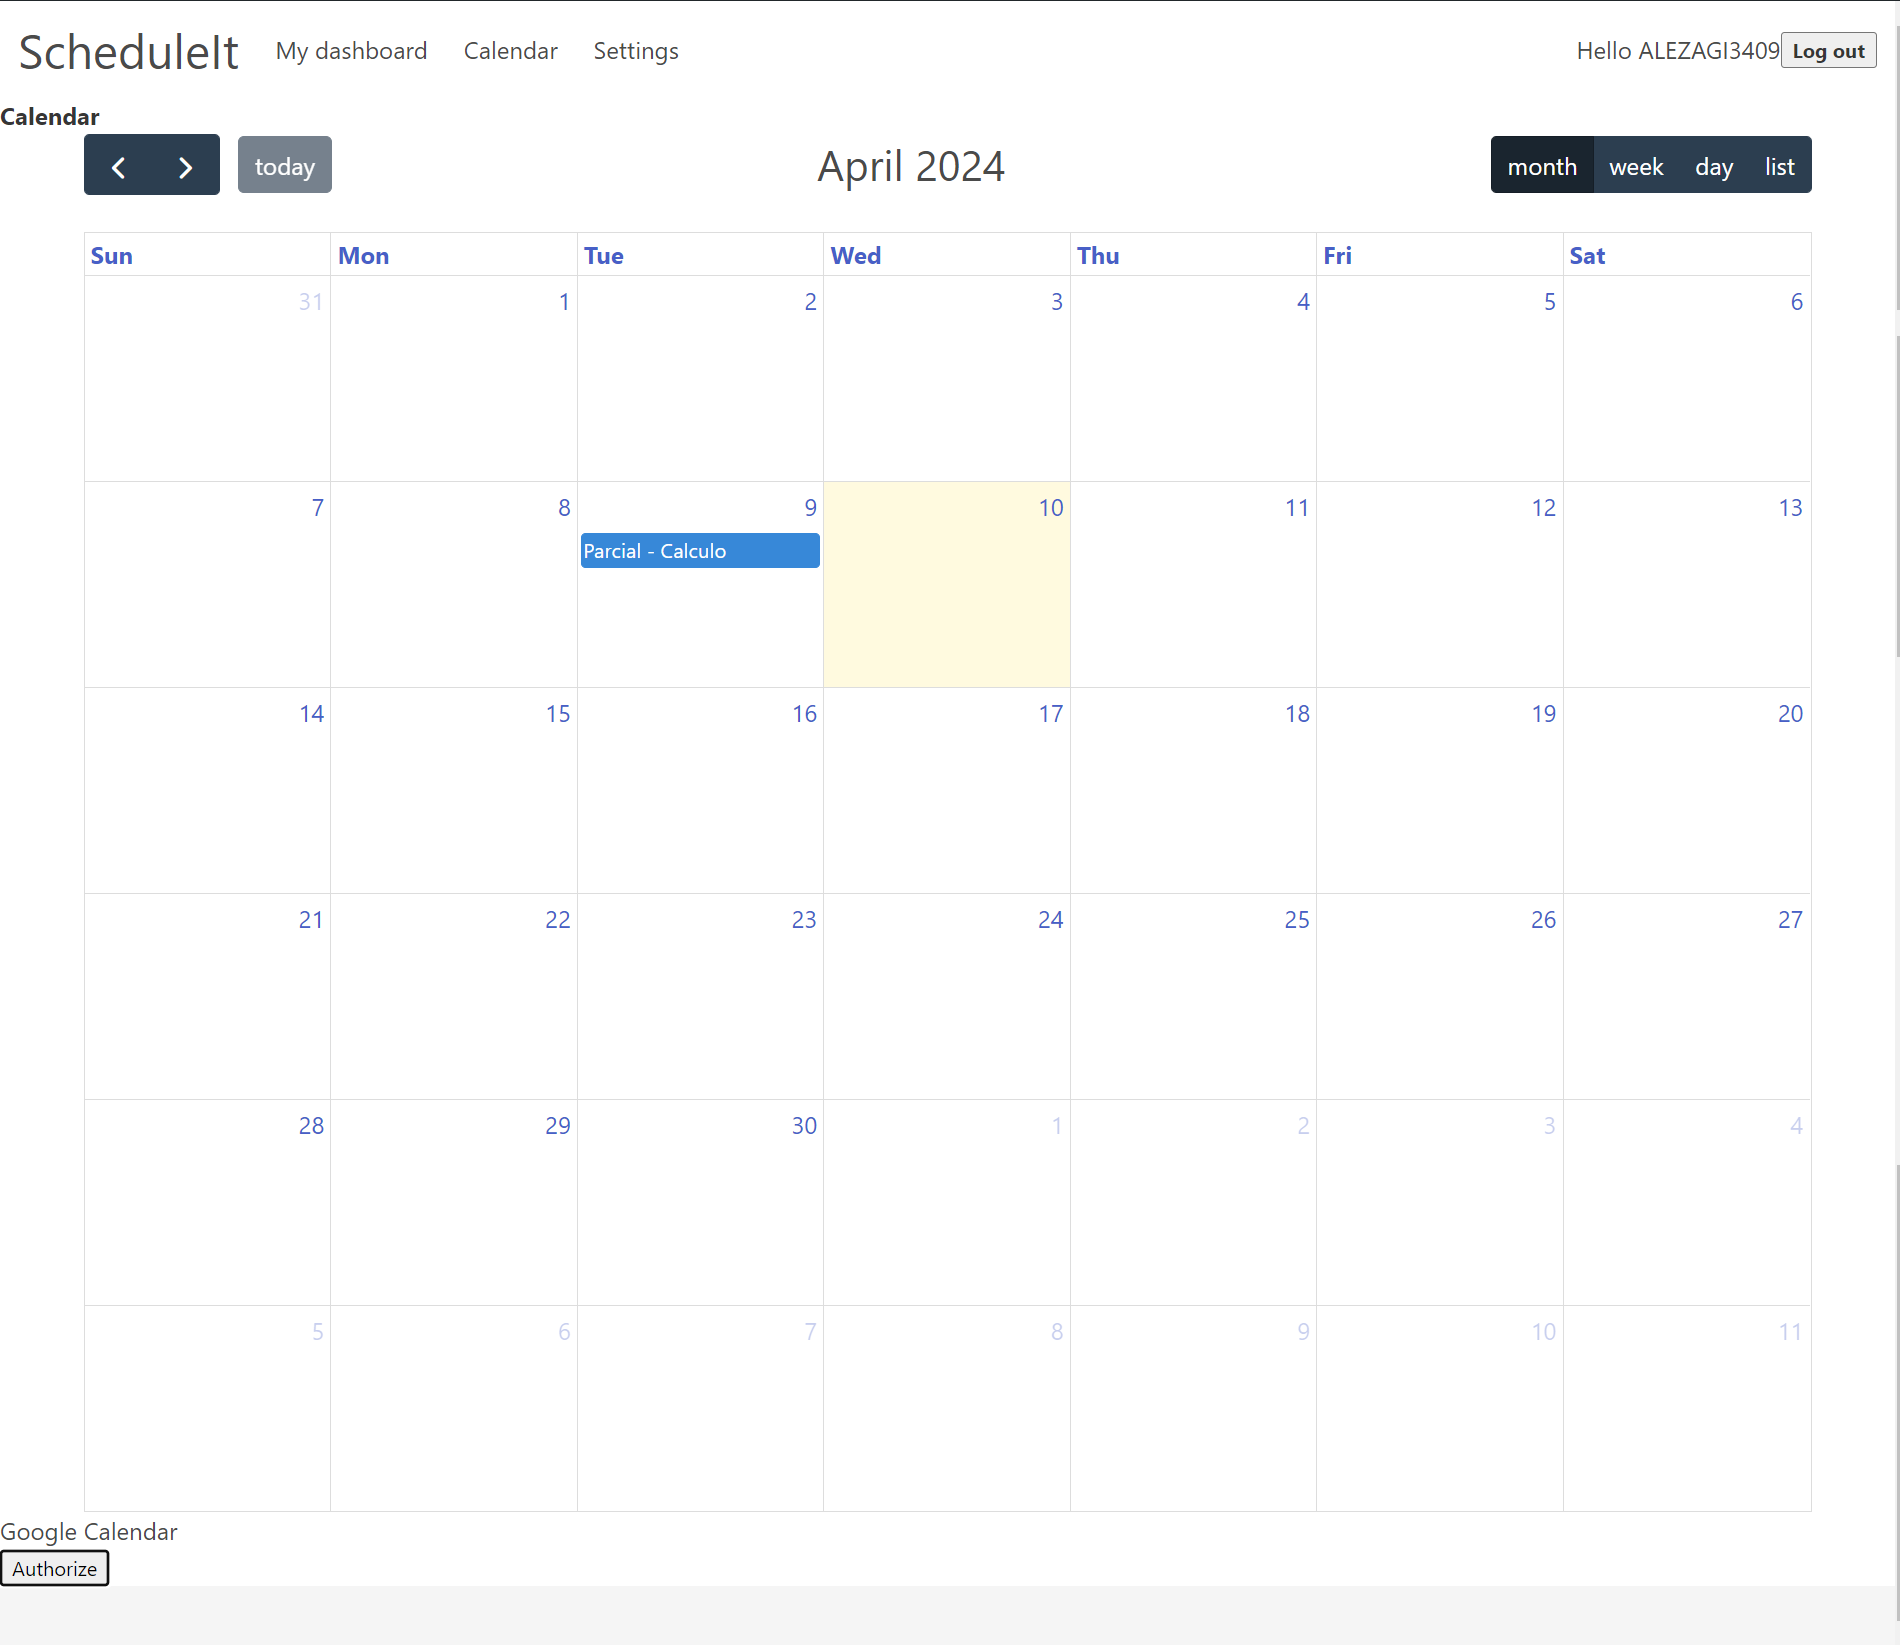 ScheduleIt My dashboard Calendar Settings Hello ALEZAGI3409 Log out
Calendar
today April 2024 month week day list
Sun Mon Tue Wed Thu Fri Sat
31 1 2 3 4 5 6
7 8 9 10 11 12 13
Parcial - Calculo
14 15 16 17 18 19 20
21 22 23 24 25 26 27
28 29 30 1 2 3 4
5 6 7 8 9 10 11
Google Calendar
Authorize